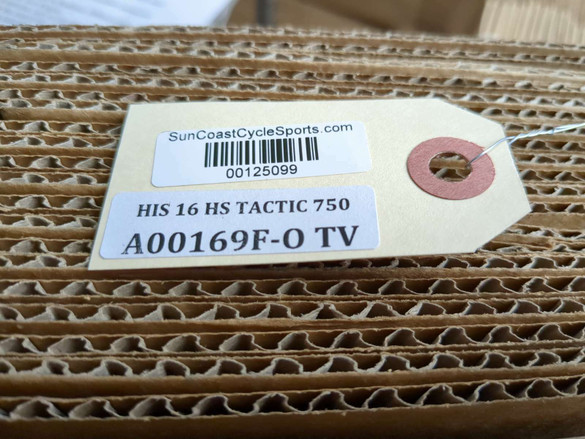 SunCoastCycleSports.com
00125099
HIS 16 HS TACTIC 750
A00169F-O TV